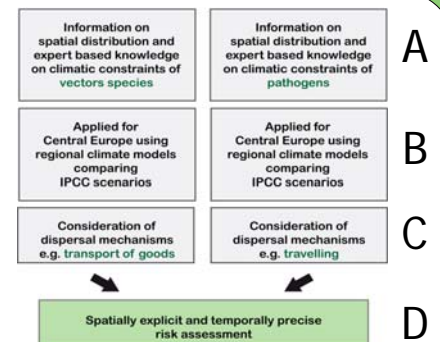 Information on
spatial distribution and
expert based knowledge
on climatic constraints of
vectors species
Information on
spatial distribution and
expert based knowledge
on climatic constraints of
pathogens
A
Applied for
Central Europe using
regional climate models
comparing
IPCC scenarios
Applied for
Central Europe using
regional climate models
comparing
IPCC scenarios
B
Consideration of
dispersal mechanisms
e.g. transport of goods
Consideration of
dispersal mechanisms
e.g. travelling
C
Spatially explicit and temporally precise
risk assessment
D